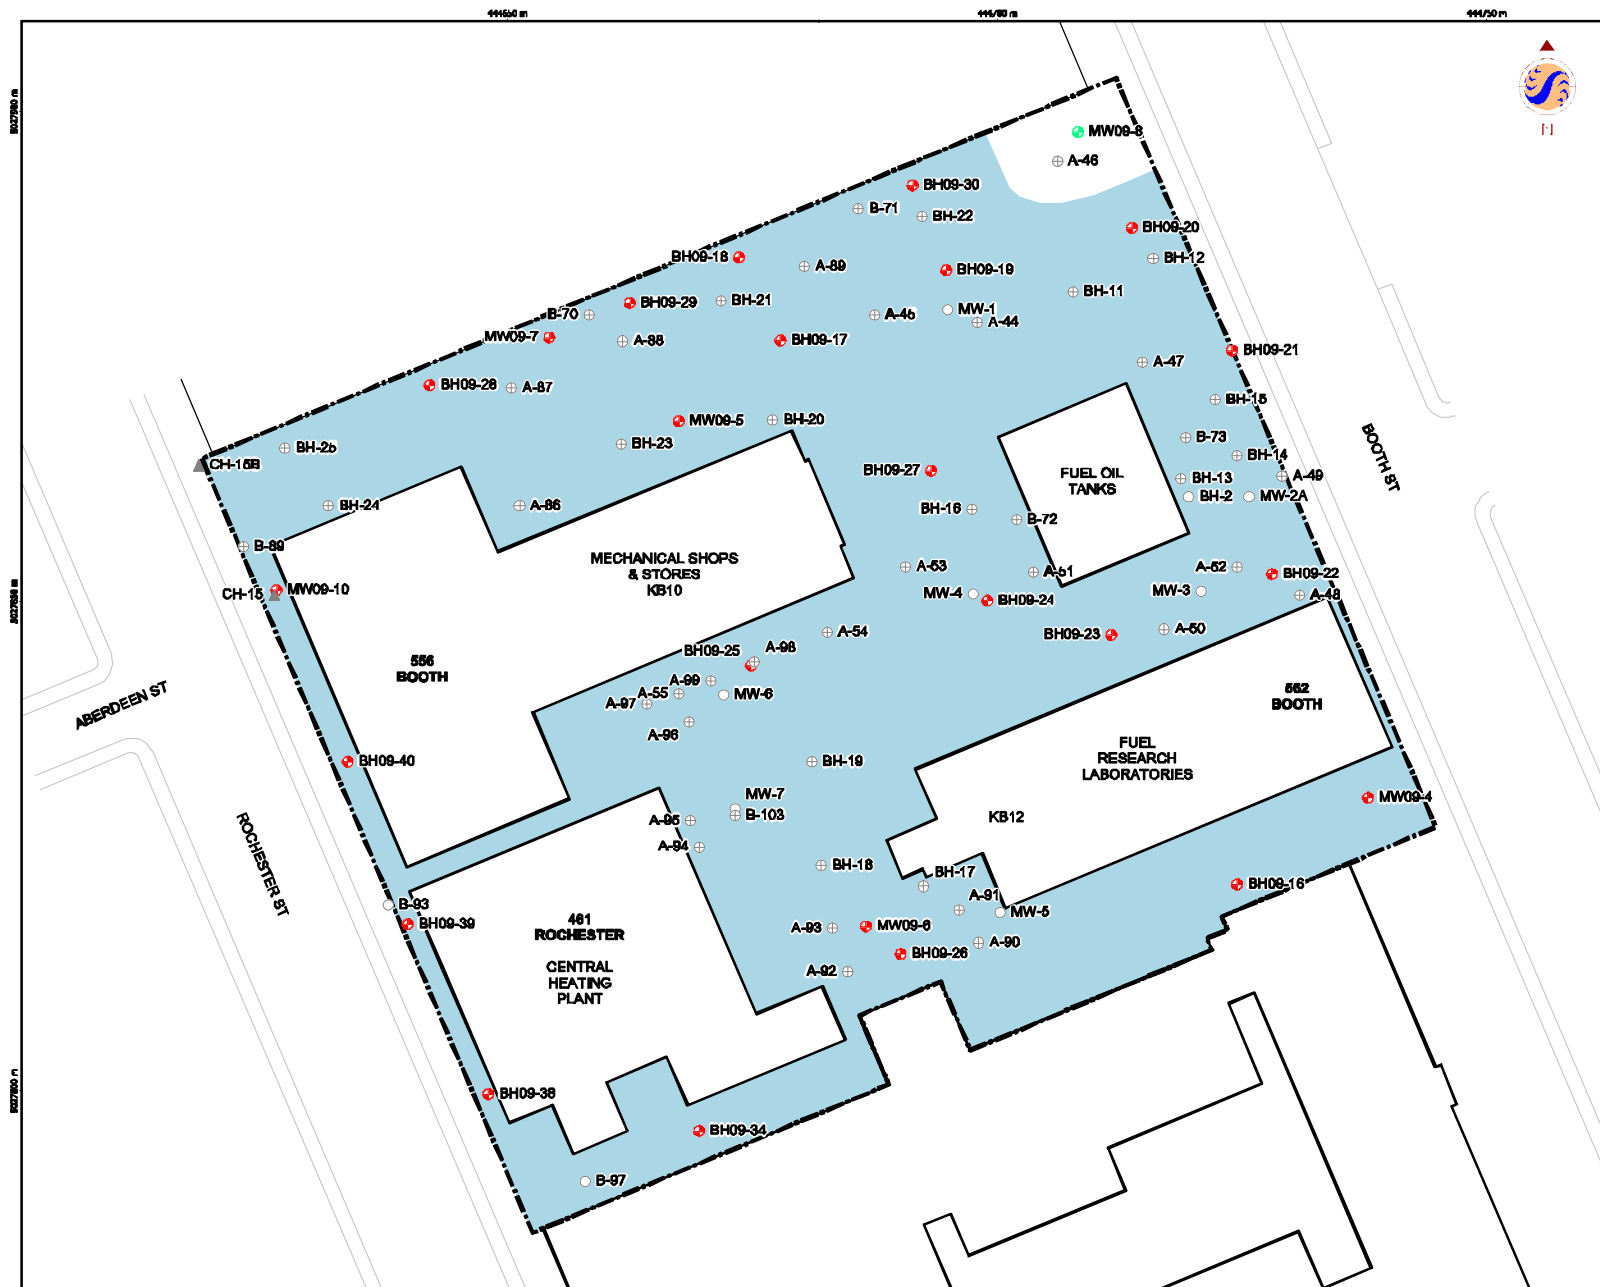 444650 m
444700 m
444750 m
N
MW09-8
A-46
BH09-30
B-71
BH-22
BH09-20
BH09-18
A-89
BH09-19
BH-12
BH-11
BH09-29
BH-21
B-70
A-45
MW-1
A-44
MW09-7
A-88
BH09-17
BH09-21
A-47
BH09-28
A-87
BH-15
MW09-5
BH-20
BH-23
B-73
BOOTH ST
BH-25
BH-14
CH-15B
BH09-27
FUEL OIL
TANKS
BH-13
A-49
BH-2
MW-2A
BH-24
A-86
BH-16
B-72
B-89
MECHANICAL SHOPS
& STORES
KB10
A-53
A-51
A-52
BH09-22
CH-15
MW09-10
MW-4
BH09-24
MW-3
A-48
A-54
BH09-23
A-50
BH09-25
A-98
556
BOOTH
A-99
A-55
MW-6
A-97
552
BOOTH
ABERDEEN ST
A-96
FUEL
RESEARCH
LABORATORIES
BH09-40
BH-19
MW-7
B-103
MW09-4
KB12
A-95
A-94
ROCHESTER ST
BH-18
BH-17
BH09-16
A-91
B-93
BH09-39
461
ROCHESTER
MW-5
A-93
MW09-6
A-90
BH09-26
CENTRAL
HEATING
PLANT
A-92
BH09-38
BH09-34
B-97